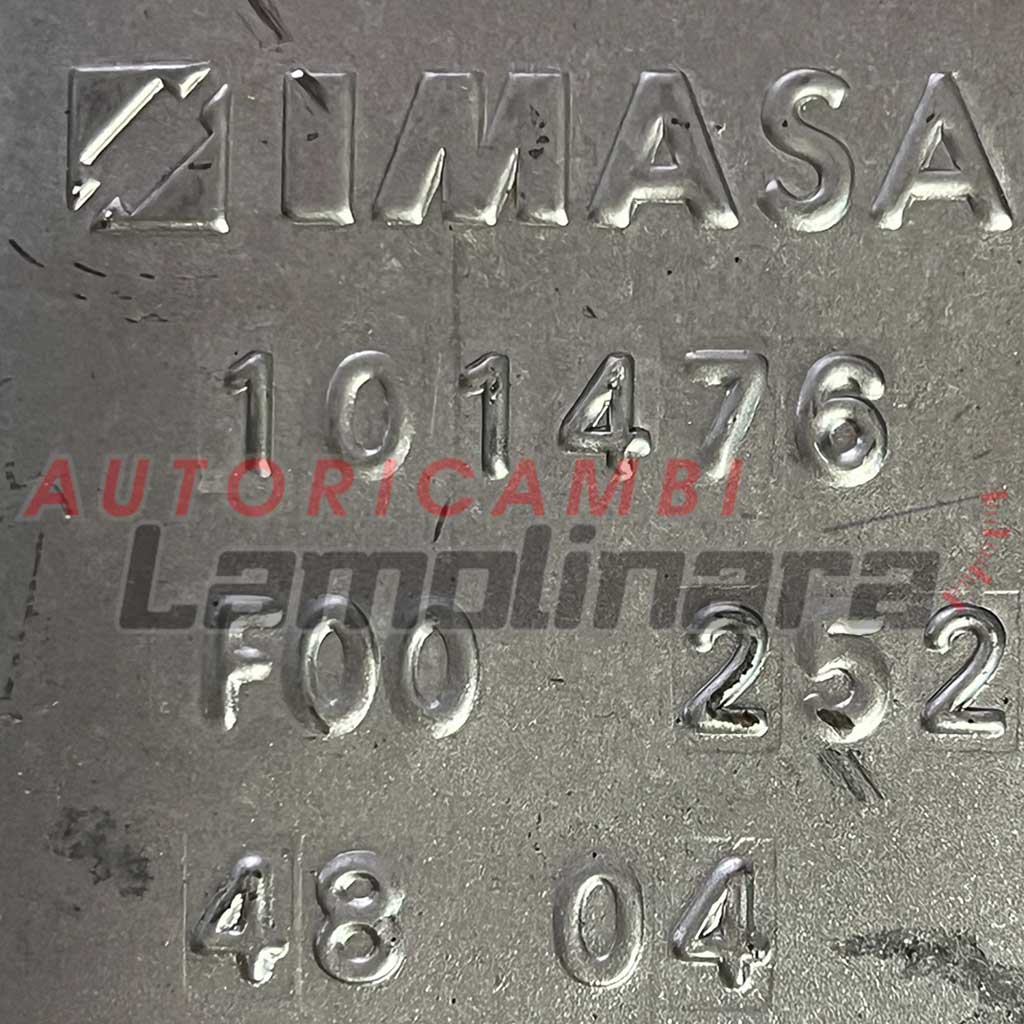 IMASA
101476
AUTORICAMBI
Lamolinara
F00 252
48 04